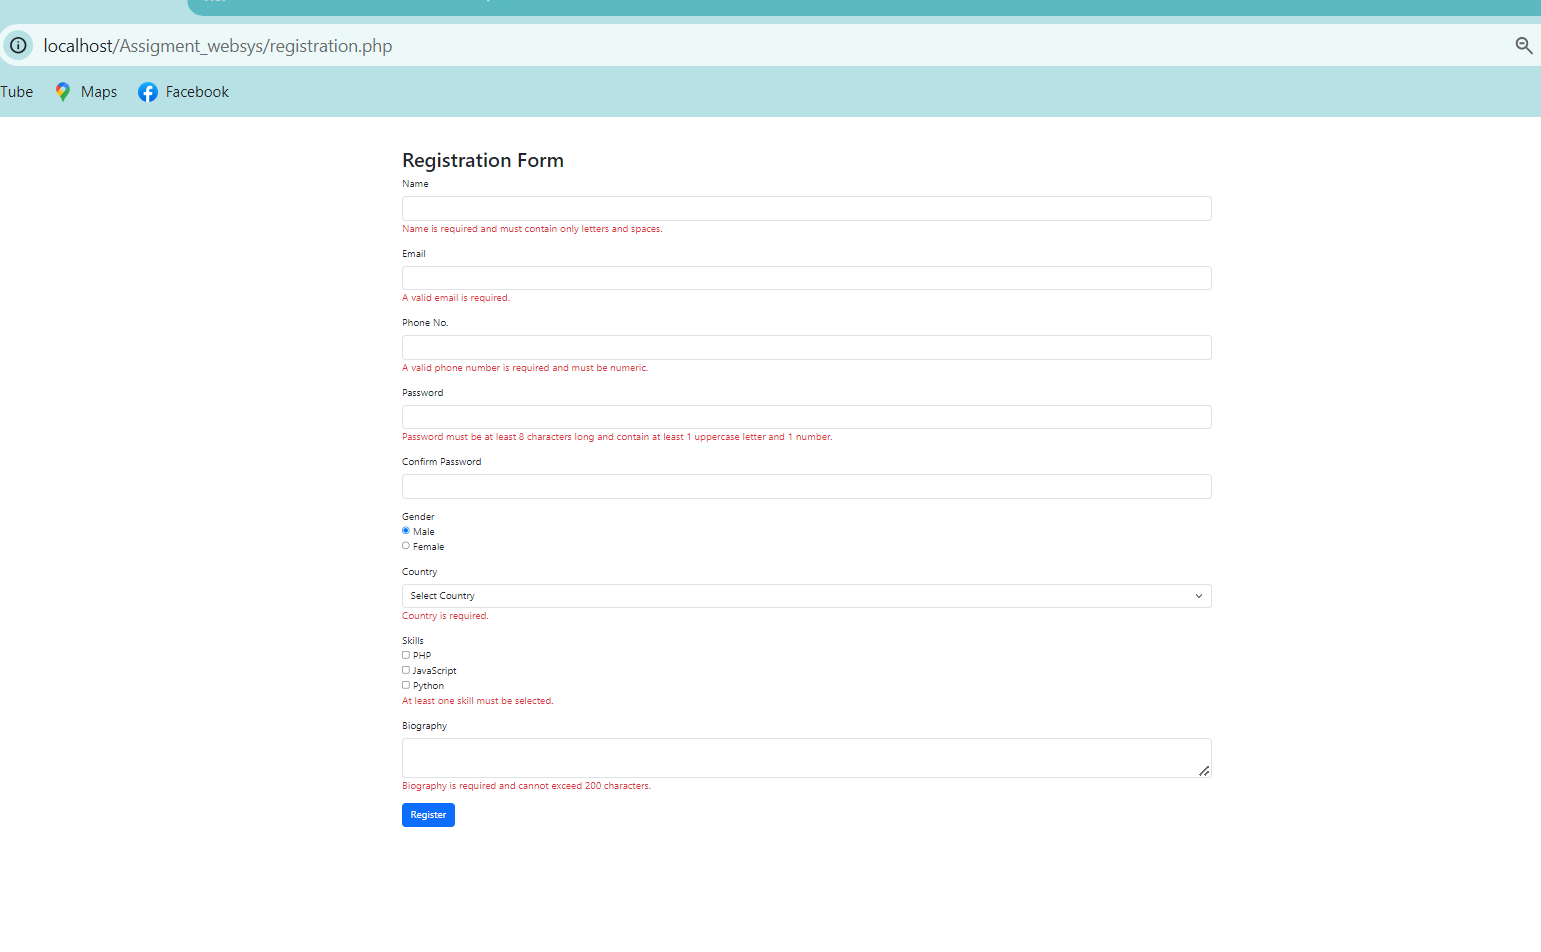 localhost/Assigment_websys/registration.php
Tube Maps Facebook
Registration Form
Name
Name is required and must contain only letters and spaces.
Email
A valid email is required.
Phone No.
A valid phone number is required and must be numeric.
Password
Password must be at least 8 characters long and contain at least 1 uppercase letter and 1 number.
Confirm Password
Gender
Male
Female
Country
Select Country
Country is required.
Skills
PHP
JavaScript
Python
At least one skill must be selected.
Biography
Biography is required and cannot exceed 200 characters.
Register